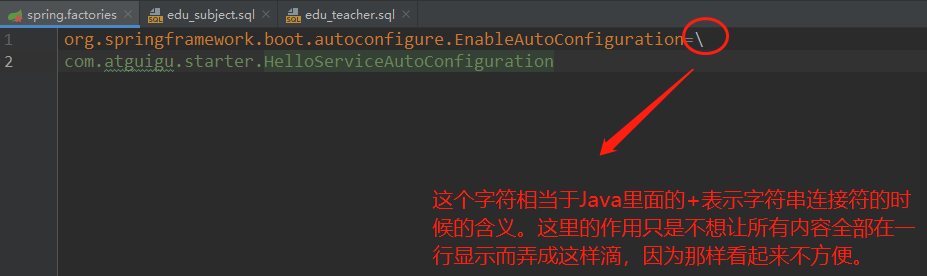 spring.factories × edu_subject.sql × edu_teacher.sql ×
1 org.springframework.boot.autoconfigure.EnableAutoConfiguration=\
2 com.atguigu.starter.HelloServiceAutoConfiguration
这个字符相当于Java里面的+表示字符串连接符的时
候的含义。这里的作用只是不想让所有内容全部在一
行显示而弄成这样滴，因为那样看起来不方便。